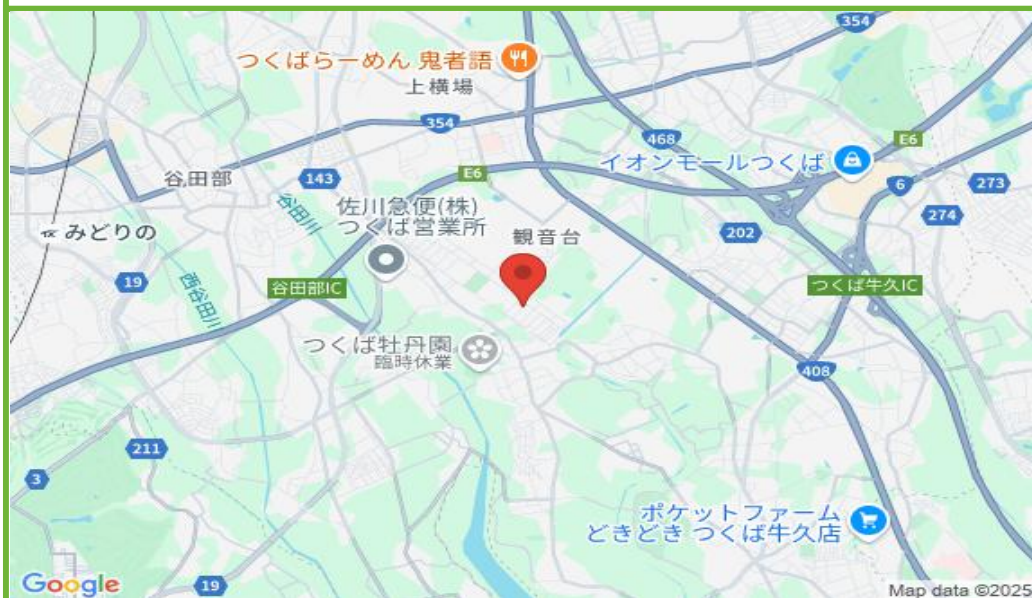 354
つくばらーめん 鬼者語
上横場
354
468
E6
イオンモールつくば
谷田部
143
E6
6
273
谷田川
佐川急便(株)
つくば営業所
観音台
202
274
みどりの
19
西谷田川
谷田部IC
つくば牛久IC
つくば牡丹園
臨時休業
408
211
3
ポケットファーム
どきどき つくば牛久店
19
Google
Map data ©2025